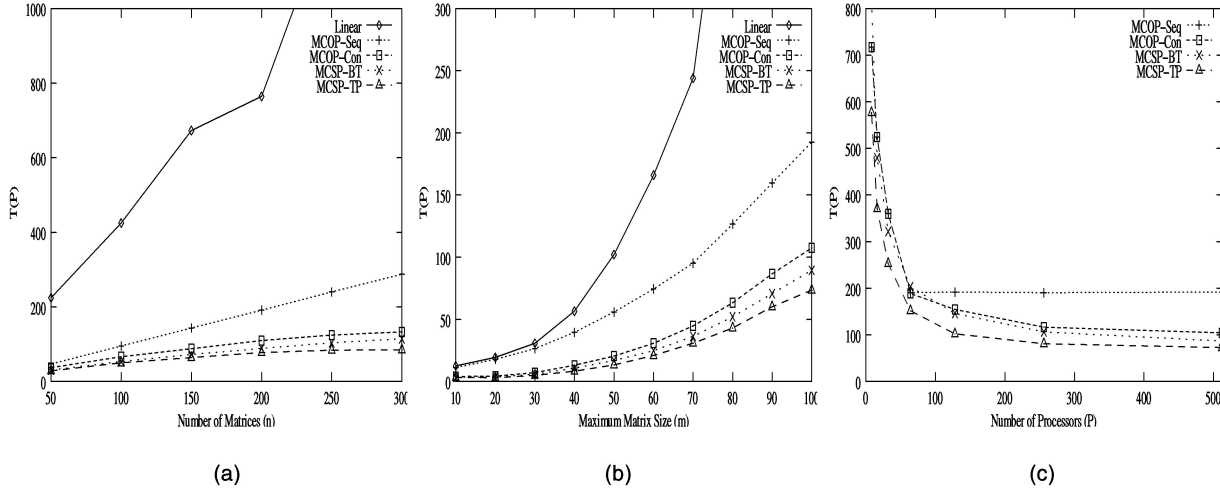 1000
800
600
400
200
0
T(P)
50
100
150
200
250
300
Number of Matrices (n)
Linear
MCOP-Seq
MCOP-Con
MCSP-BT
MCSP-TP
(a)
300
250
200
150
100
50
0
T(P)
10
20
30
40
50
60
70
80
90
100
Maximum Matrix Size (m)
Linear
MCOP-Seq
MCOP-Con
MCSP-BT
MCSP-TP
(b)
800
700
600
500
400
300
200
100
0
T(P)
0
100
200
300
400
500
Number of Processors (P)
MCOP-Seq
MCOP-Con
MCSP-BT
MCSP-TP
(c)